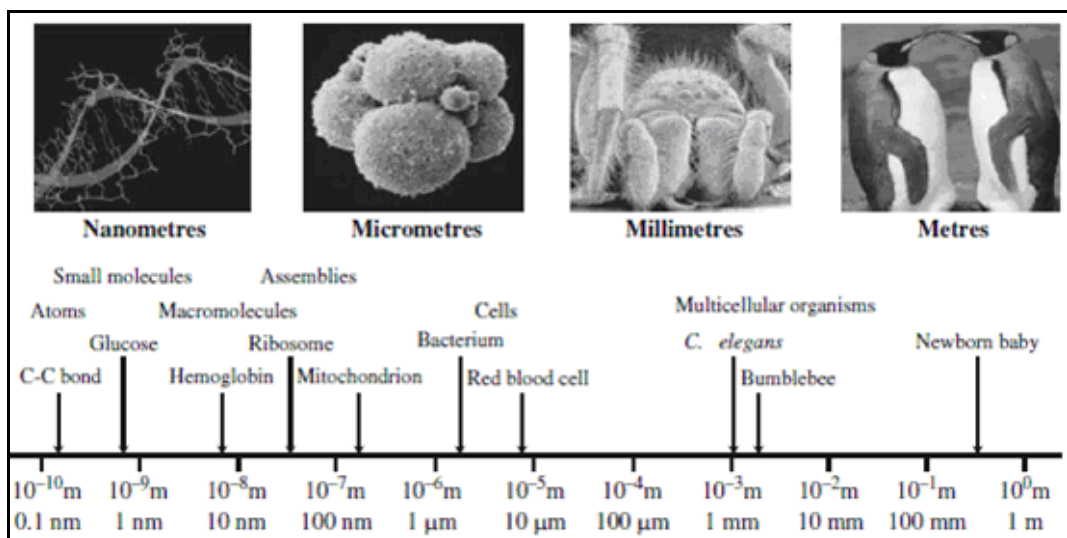 Nanometres Micrometres Millimetres Metres
Small molecules Assemblies
Atoms Macromolecules Cells Multicellular organisms
Glucose Ribosome Bacterium C. elegans Newborn baby
C-C bond Hemoglobin Mitochondrion Red blood cell Bumblebee
10⁻¹⁰m 10⁻⁹m 10⁻⁸m 10⁻⁷m 10⁻⁶m 10⁻⁵m 10⁻⁴m 10⁻³m 10⁻²m 10⁻¹m 10⁰m
0.1 nm 1 nm 10 nm 100 nm 1 μm 10 μm 100 μm 1 mm 10 mm 100 mm 1 m